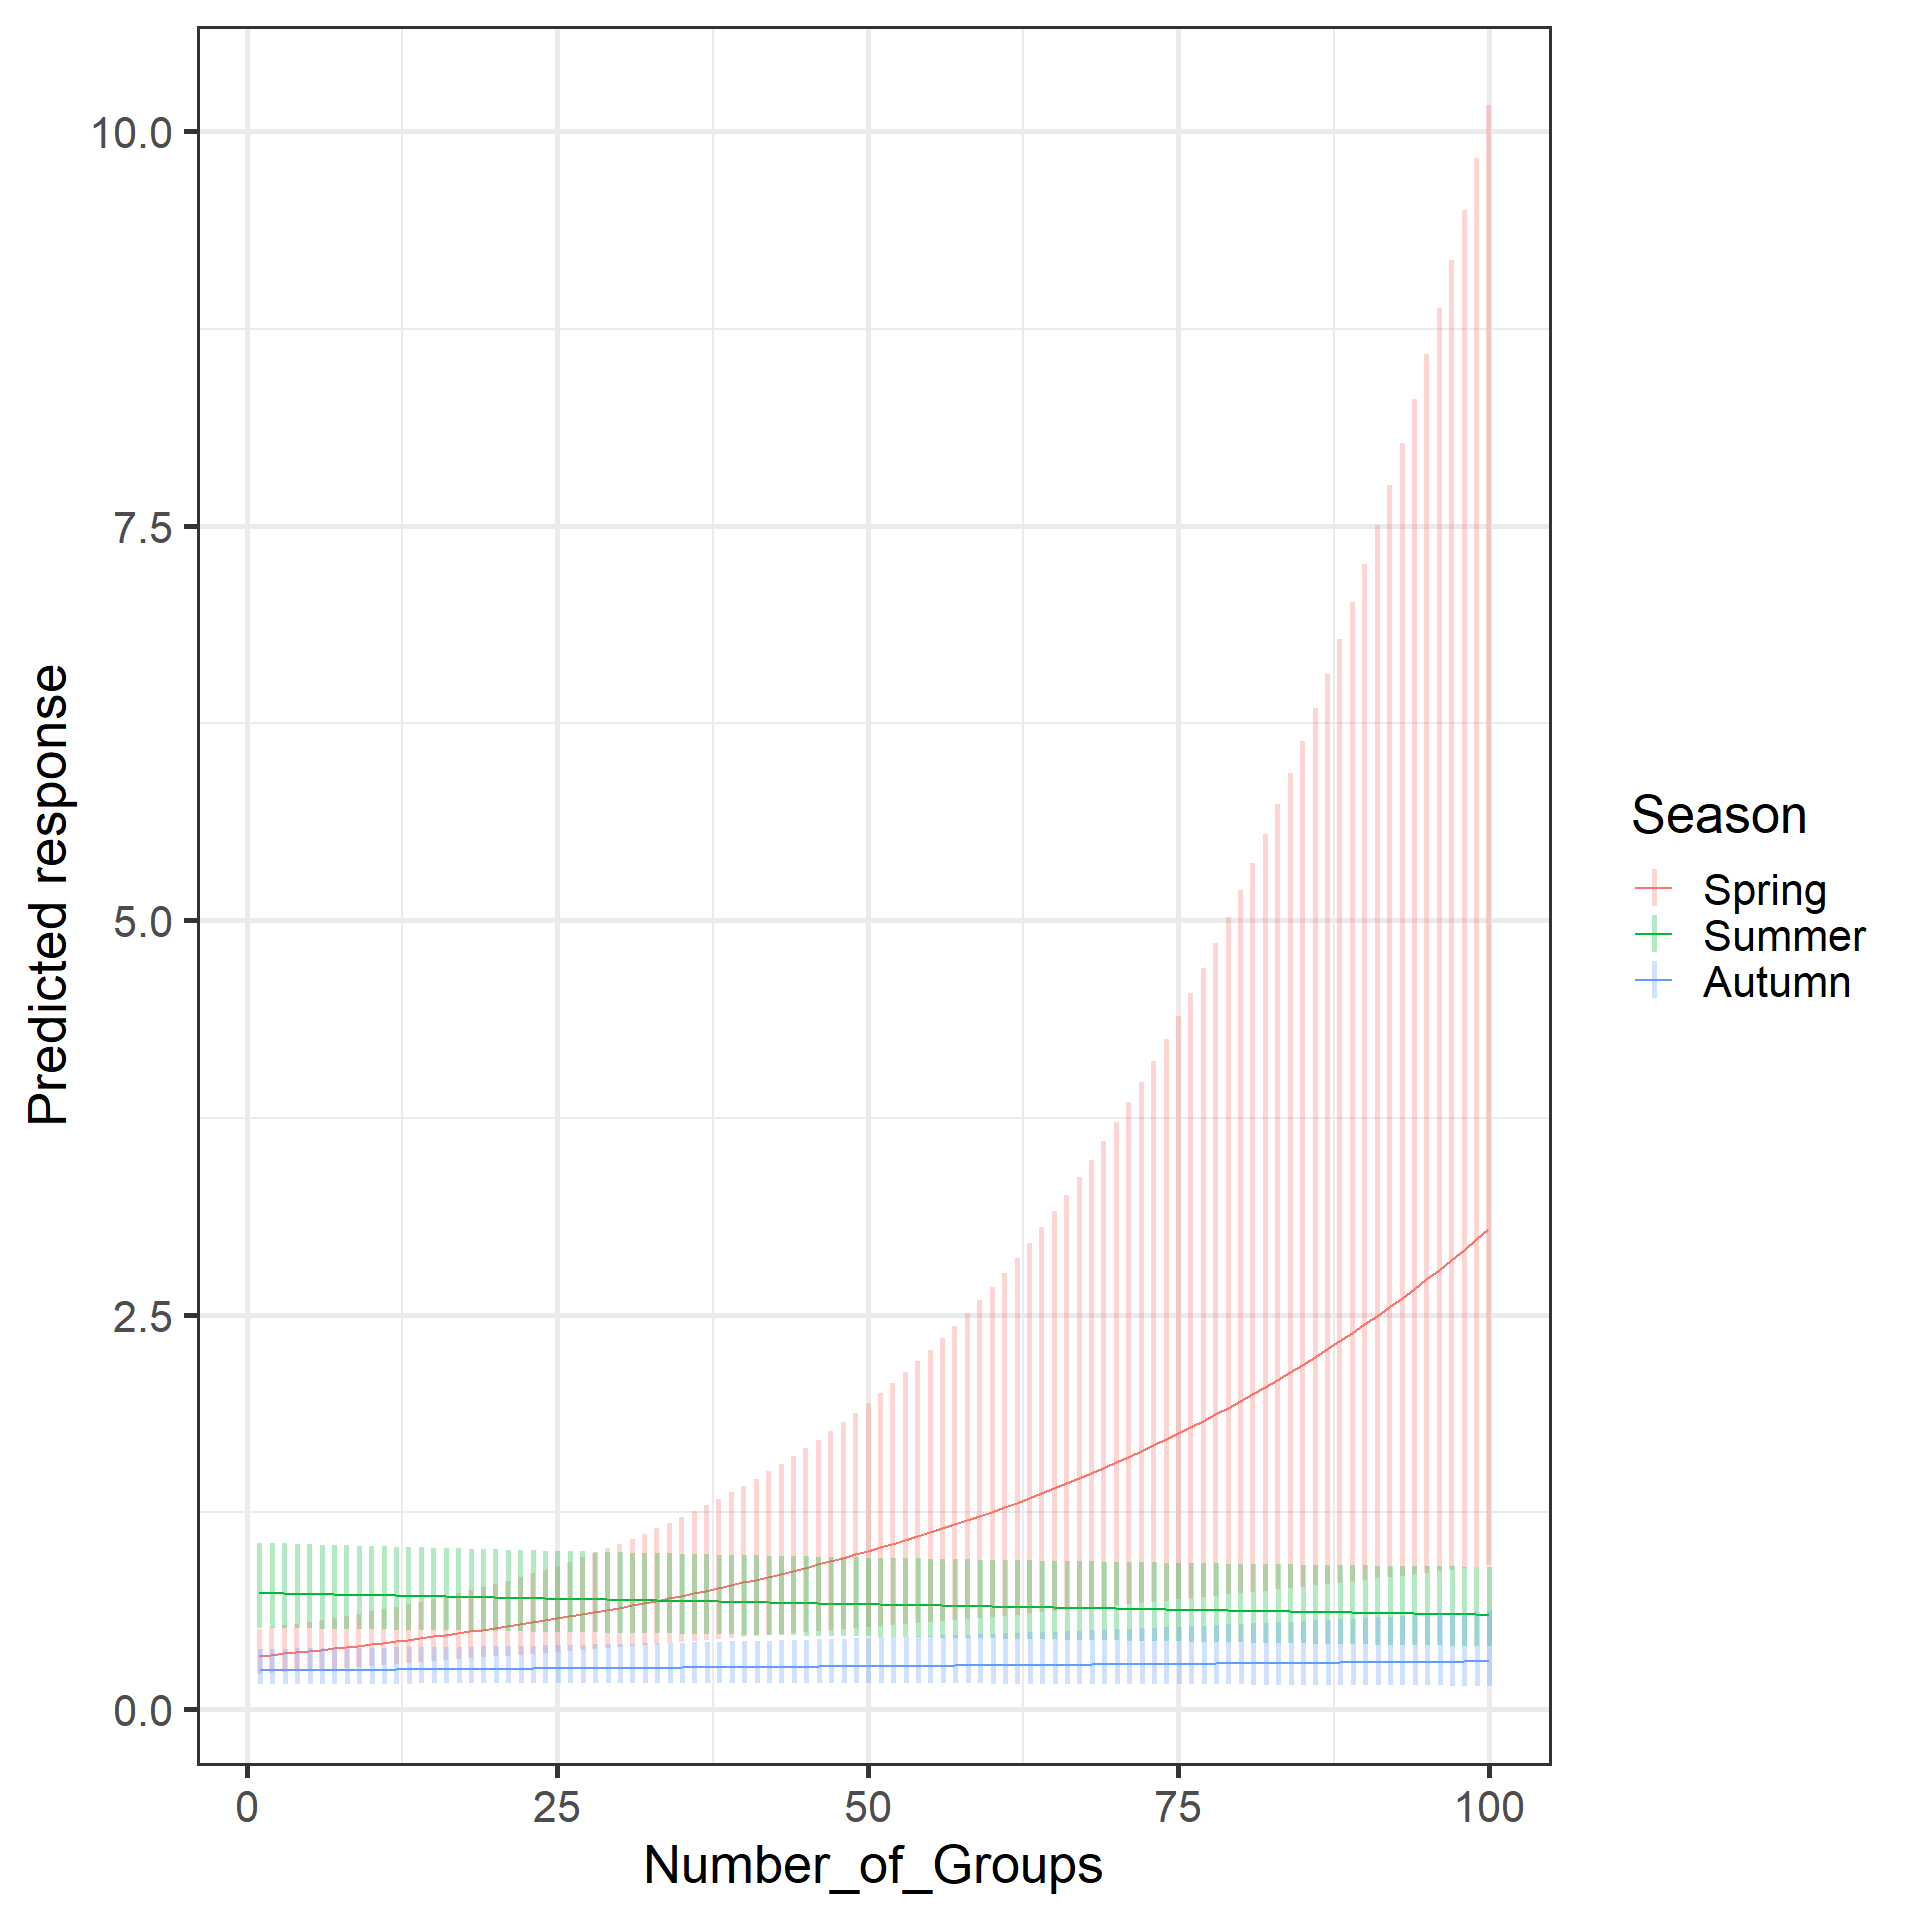 10.0
7.5
5.0
2.5
0.0
Predicted response
0 25 50 75 100
Number_of_Groups
Season
Spring
Summer
Autumn